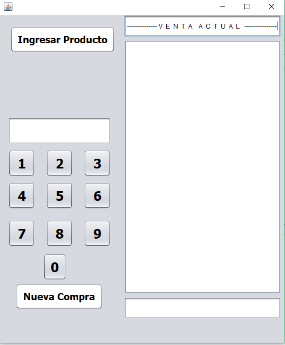 Ingresar Producto
---------------V E N T A  A C T U A L ---------------
1 2 3
4 5 6
7 8 9
0
Nueva Compra